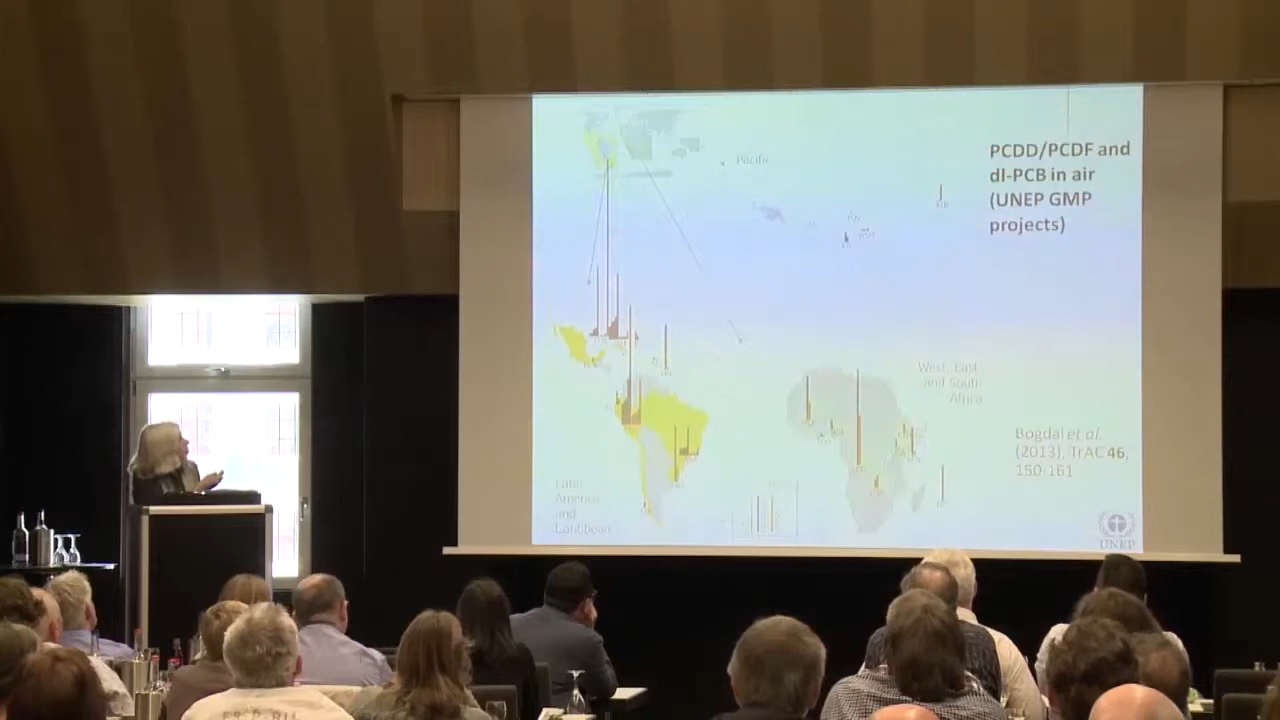 PCDD/PCDF and
dl-PCB in air
(UNEP GMP
projects)
Pacific
West, East
and South
Africa
Bogdal et al.
(2013), TrAC 46,
150-161
Latin
America
and
Caribbean
UNEP